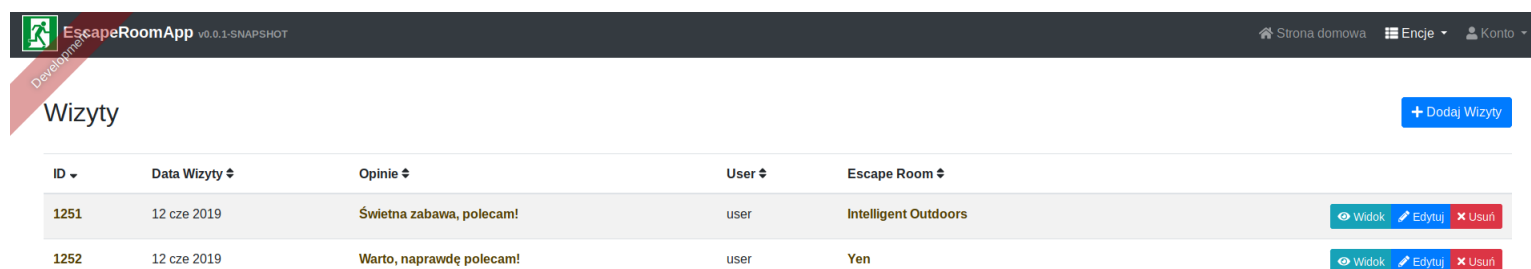 EscapeRoomApp v0.0.1-SNAPSHOT Strona domowa Encje Konto
Development
Wizyty
Dodaj Wizyty
ID Data Wizyty Opinie User Escape Room
1251 12 cze 2019 Świetna zabawa, polecam! user Intelligent Outdoors Widok Edytuj Usuń
1252 12 cze 2019 Warto, naprawdę polecam! user Yen Widok Edytuj Usuń